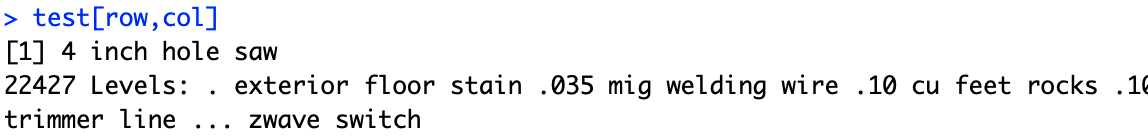 > test[row,col]
[1] 4 inch hole saw
22427 Levels: . exterior floor stain .035 mig welding wire .10 cu feet rocks .10
trimmer line ... zwave switch